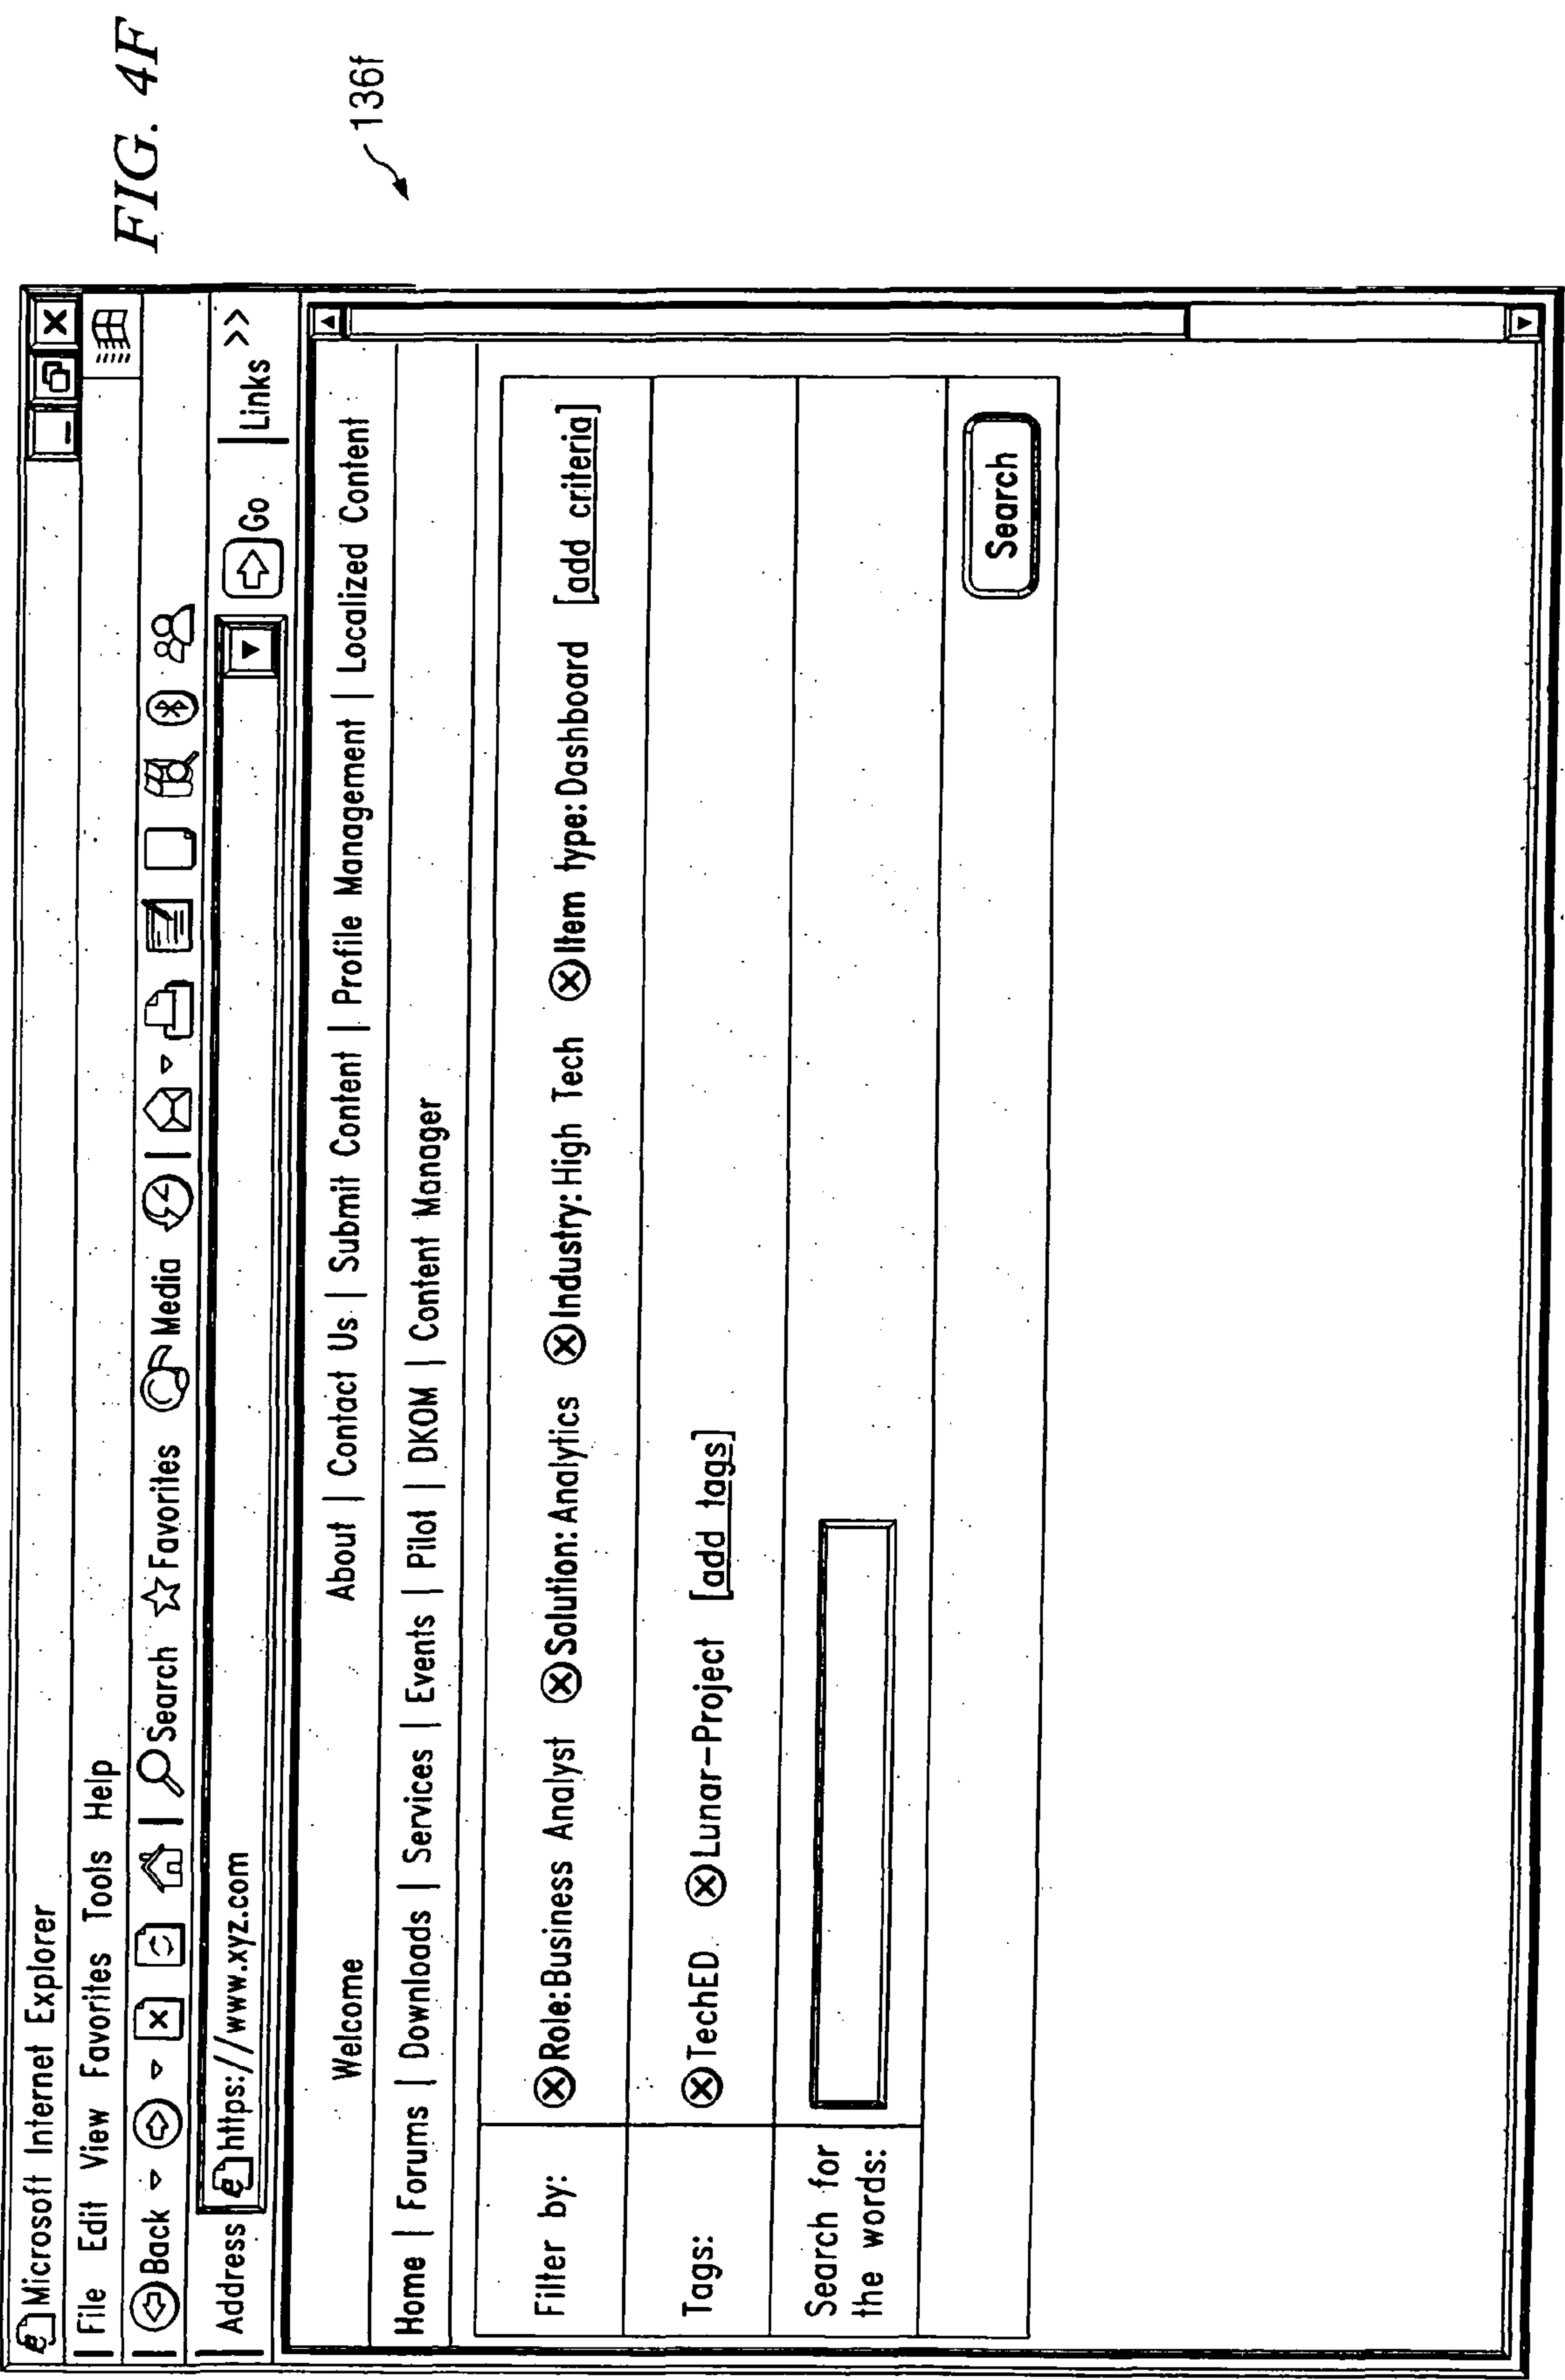 FIG. 4F
136f
Microsoft Internet Explorer
File Edit View Favorites Tools Help
Back Search Favorites Media
Address https://www.xyz.com Go Links >>
Welcome About | Contact Us | Submit Content | Profile Management | Localized Content
Home | Forums | Downloads | Services | Events | Pilot | DKOM | Content Manager
Filter by: Role:Business Analyst Solution:Analytics Industry:High Tech Item type:Dashboard [add criteria]
Tags: TechED Lunar-Project [add tags]
Search for
the words:
Search